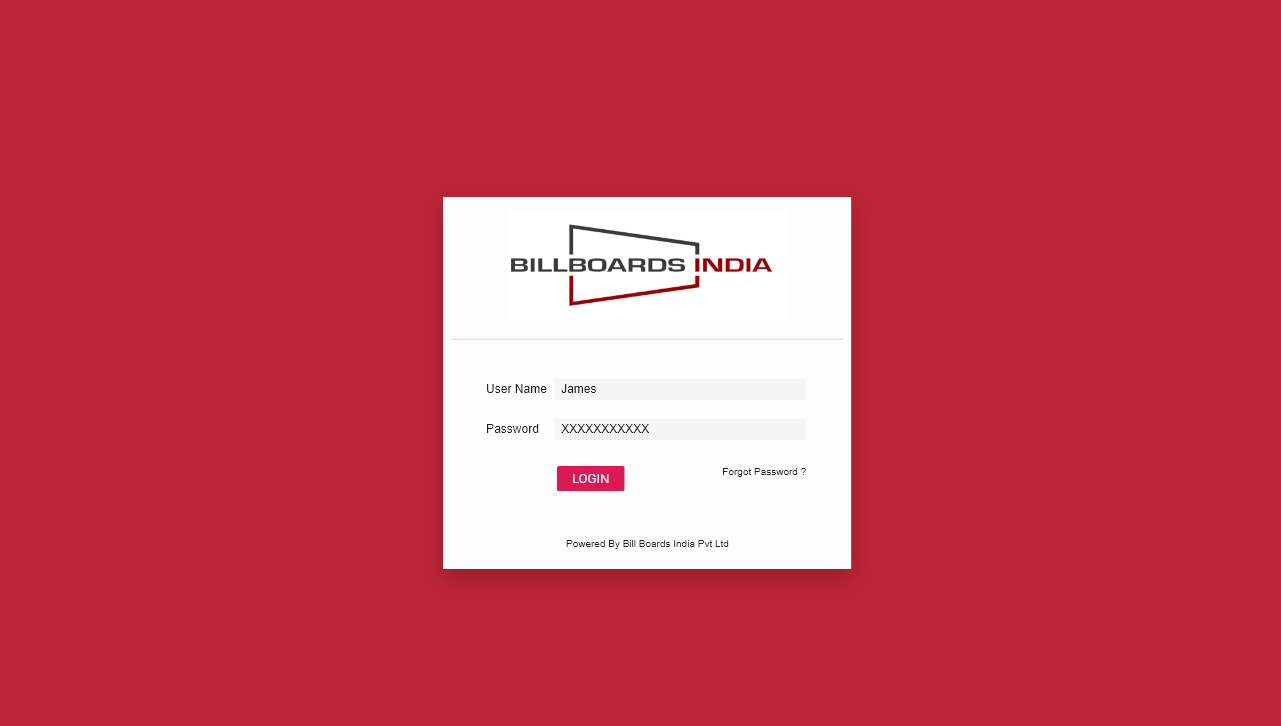 BILLBOARDS INDIA
User Name James
Password XXXXXXXXXXX
LOGIN Forgot Password ?
Powered By Bill Boards India Pvt Ltd